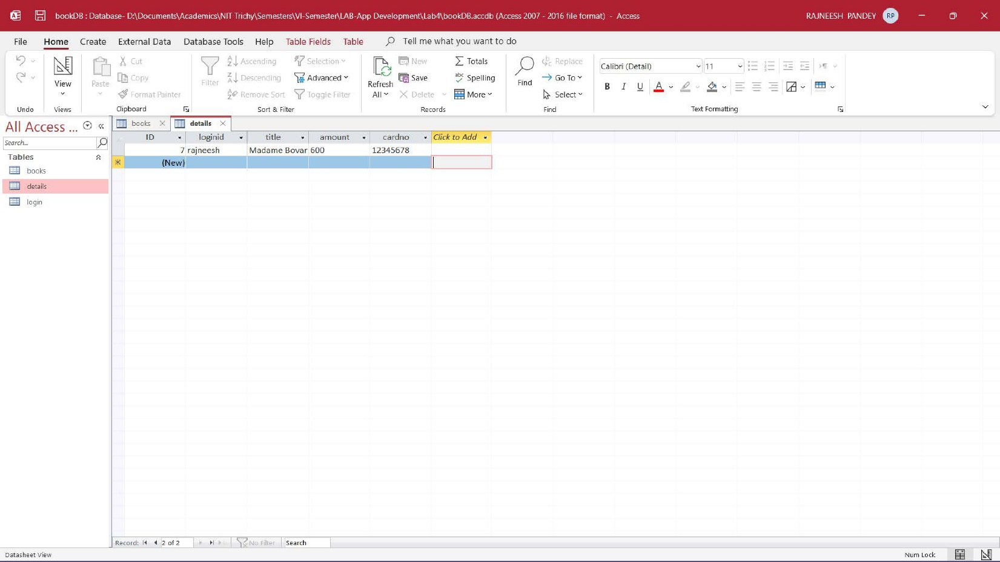 bookDB : Database- D:\Documents\Academics\NIT Trichy\Semesters\VI-Semester\LAB-App Development\Lab4\bookDB.accdb (Access 2007 - 2016 file format) - Access RAJNEESH PANDEY RP
File Home Create External Data Database Tools Help Table Fields Table Tell me what you want to do
Cut Ascending Selection New Totals Replace Calibri (Detail) 11
Copy Descending Advanced Save Spelling Go To
View Paste Filter Refresh All Find B I U A
Format Painter Remove Sort Toggle Filter Delete More Select
Undo Views Clipboard Sort & Filter Records Find Text Formatting
All Access ... books details
Search... ID loginid title amount cardno Click to Add
7 rajneesh Madame Bovar 600 12345678
Tables (New)
books
details
login
Record: 2 of 2 No Filter Search
Datasheet View Num Lock